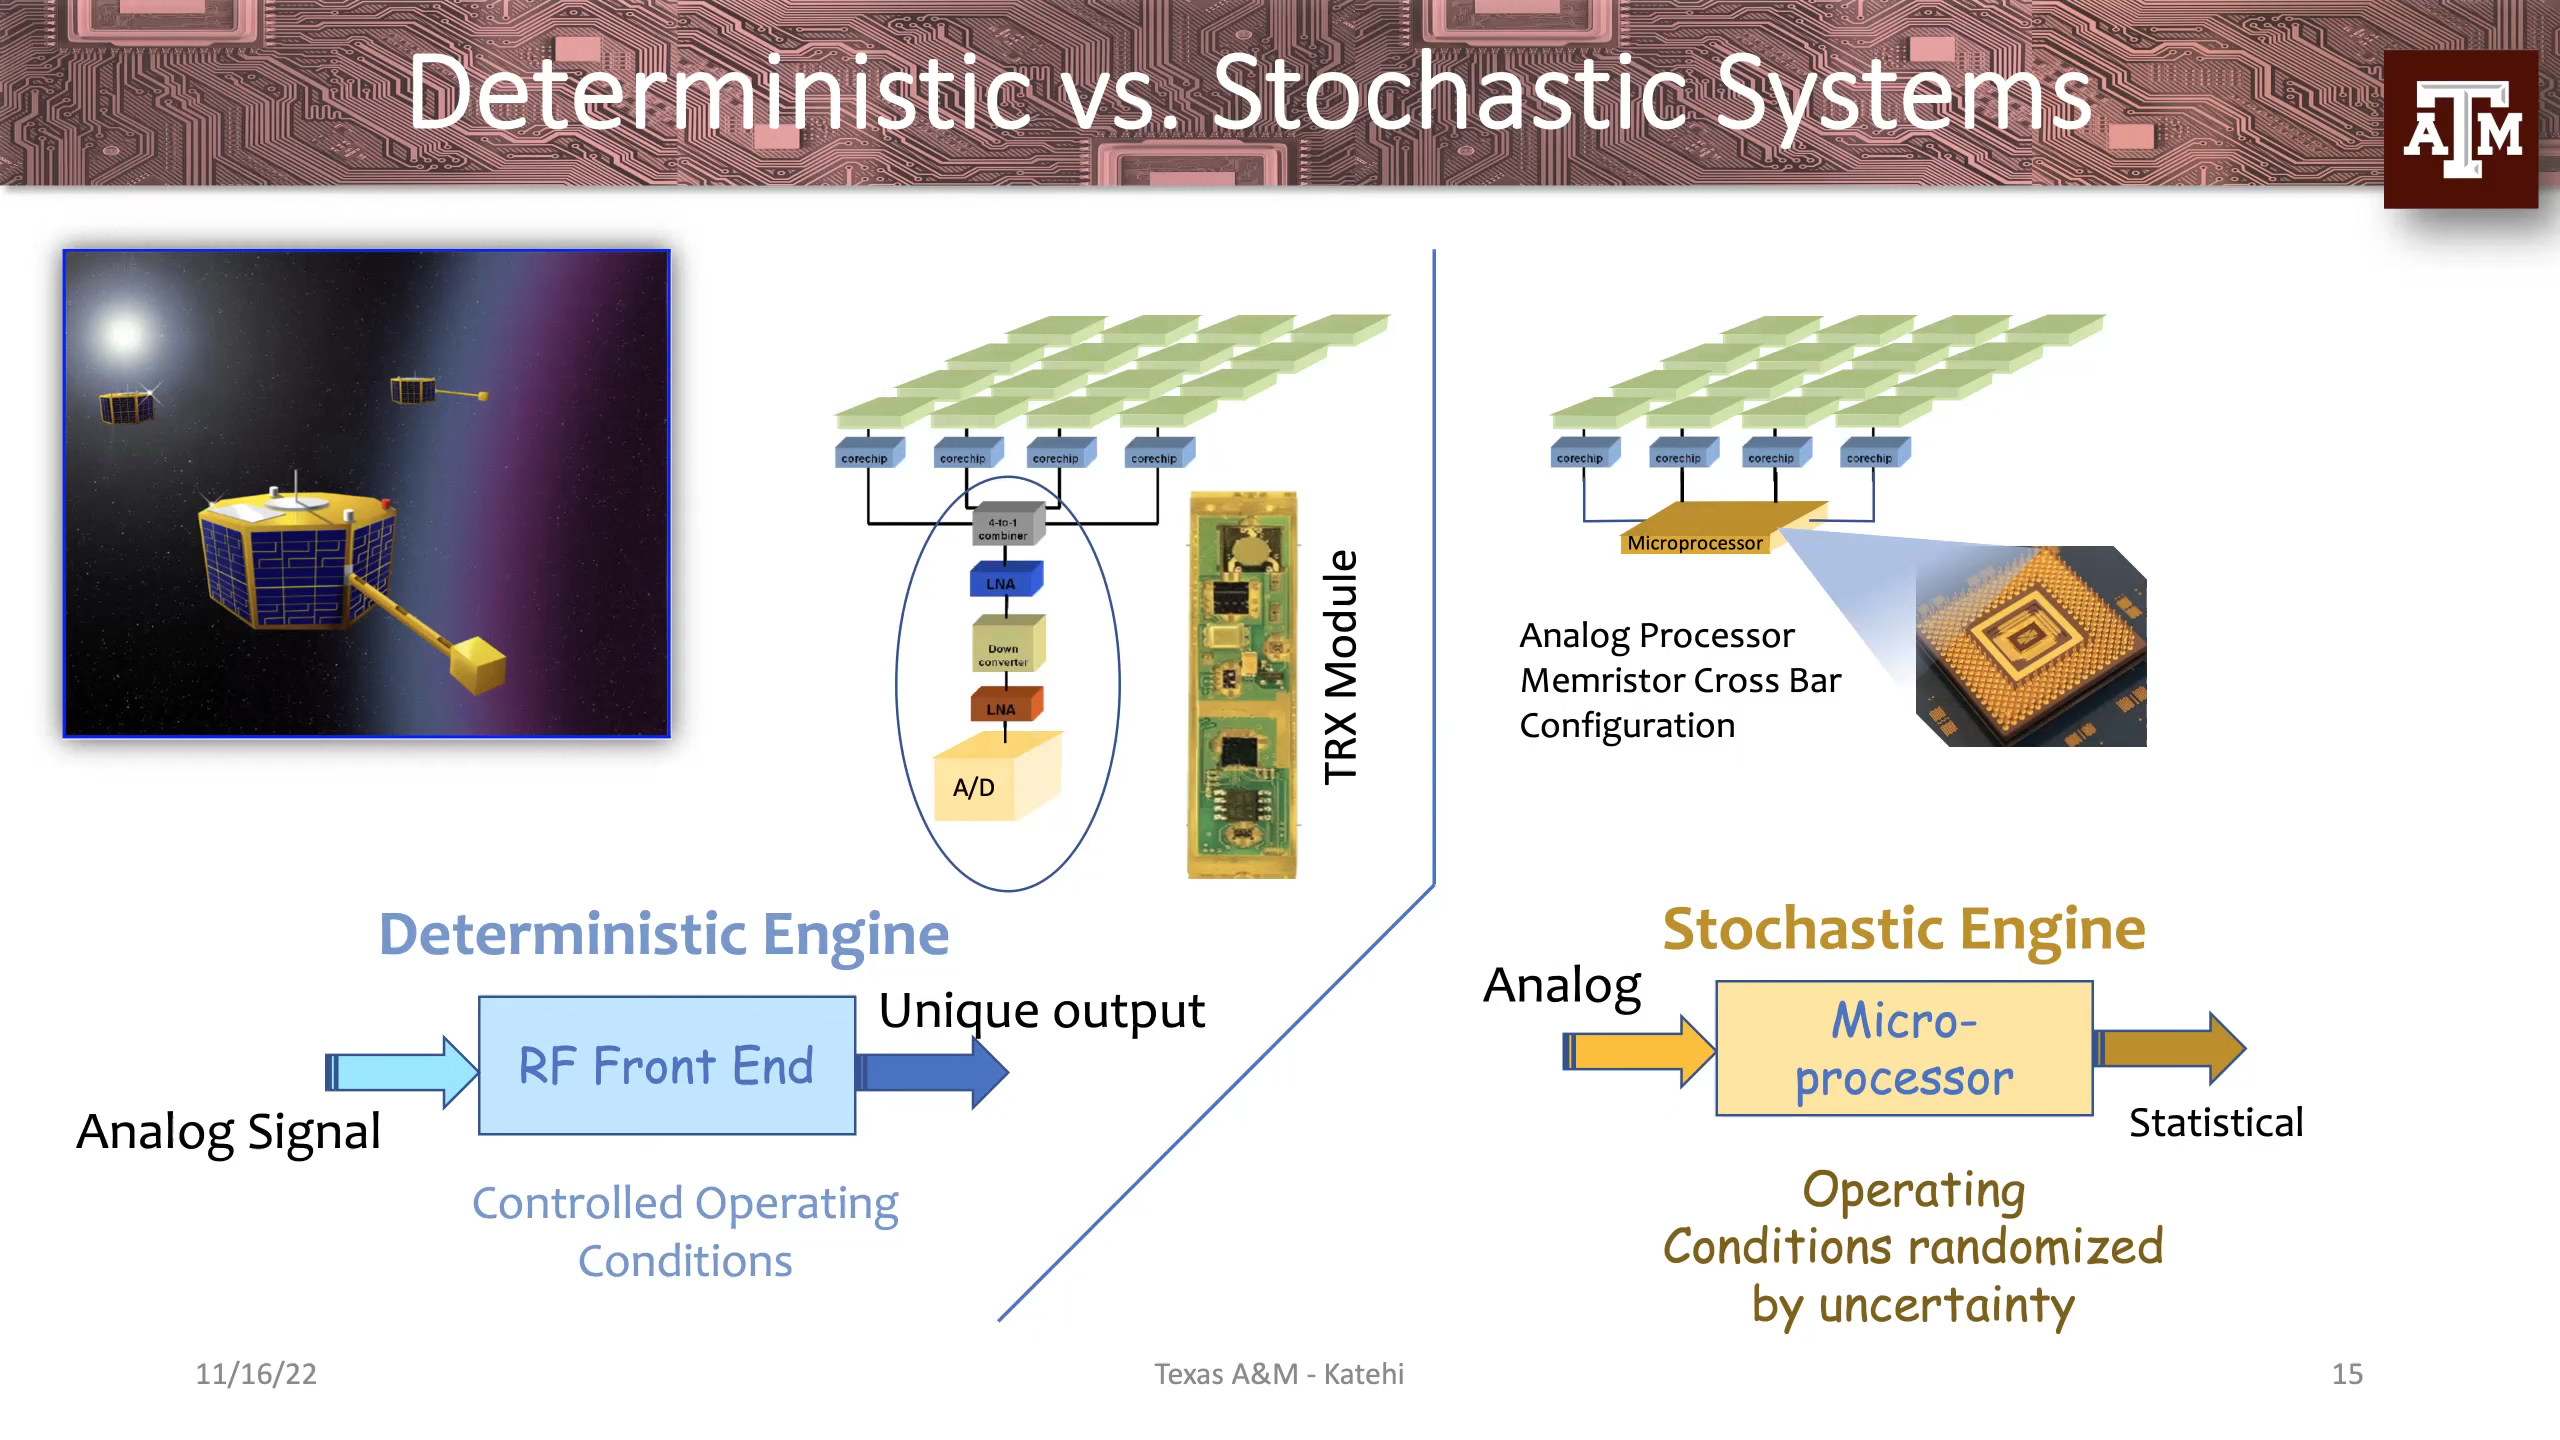 Deterministic vs. Stochastic Systems
ATM
corechip
corechip
corechip
corechip
4-to-1
combiner
LNA
Down
converter
LNA
A/D
TRX Module
corechip
corechip
corechip
corechip
Microprocessor
Analog Processor
Memristor Cross Bar
Configuration
Deterministic Engine
Analog Signal
RF Front End
Unique output
Controlled Operating
Conditions
Stochastic Engine
Analog
Micro-
processor
Statistical
Operating
Conditions randomized
by uncertainty
11/16/22
Texas A&M - Katehi
15